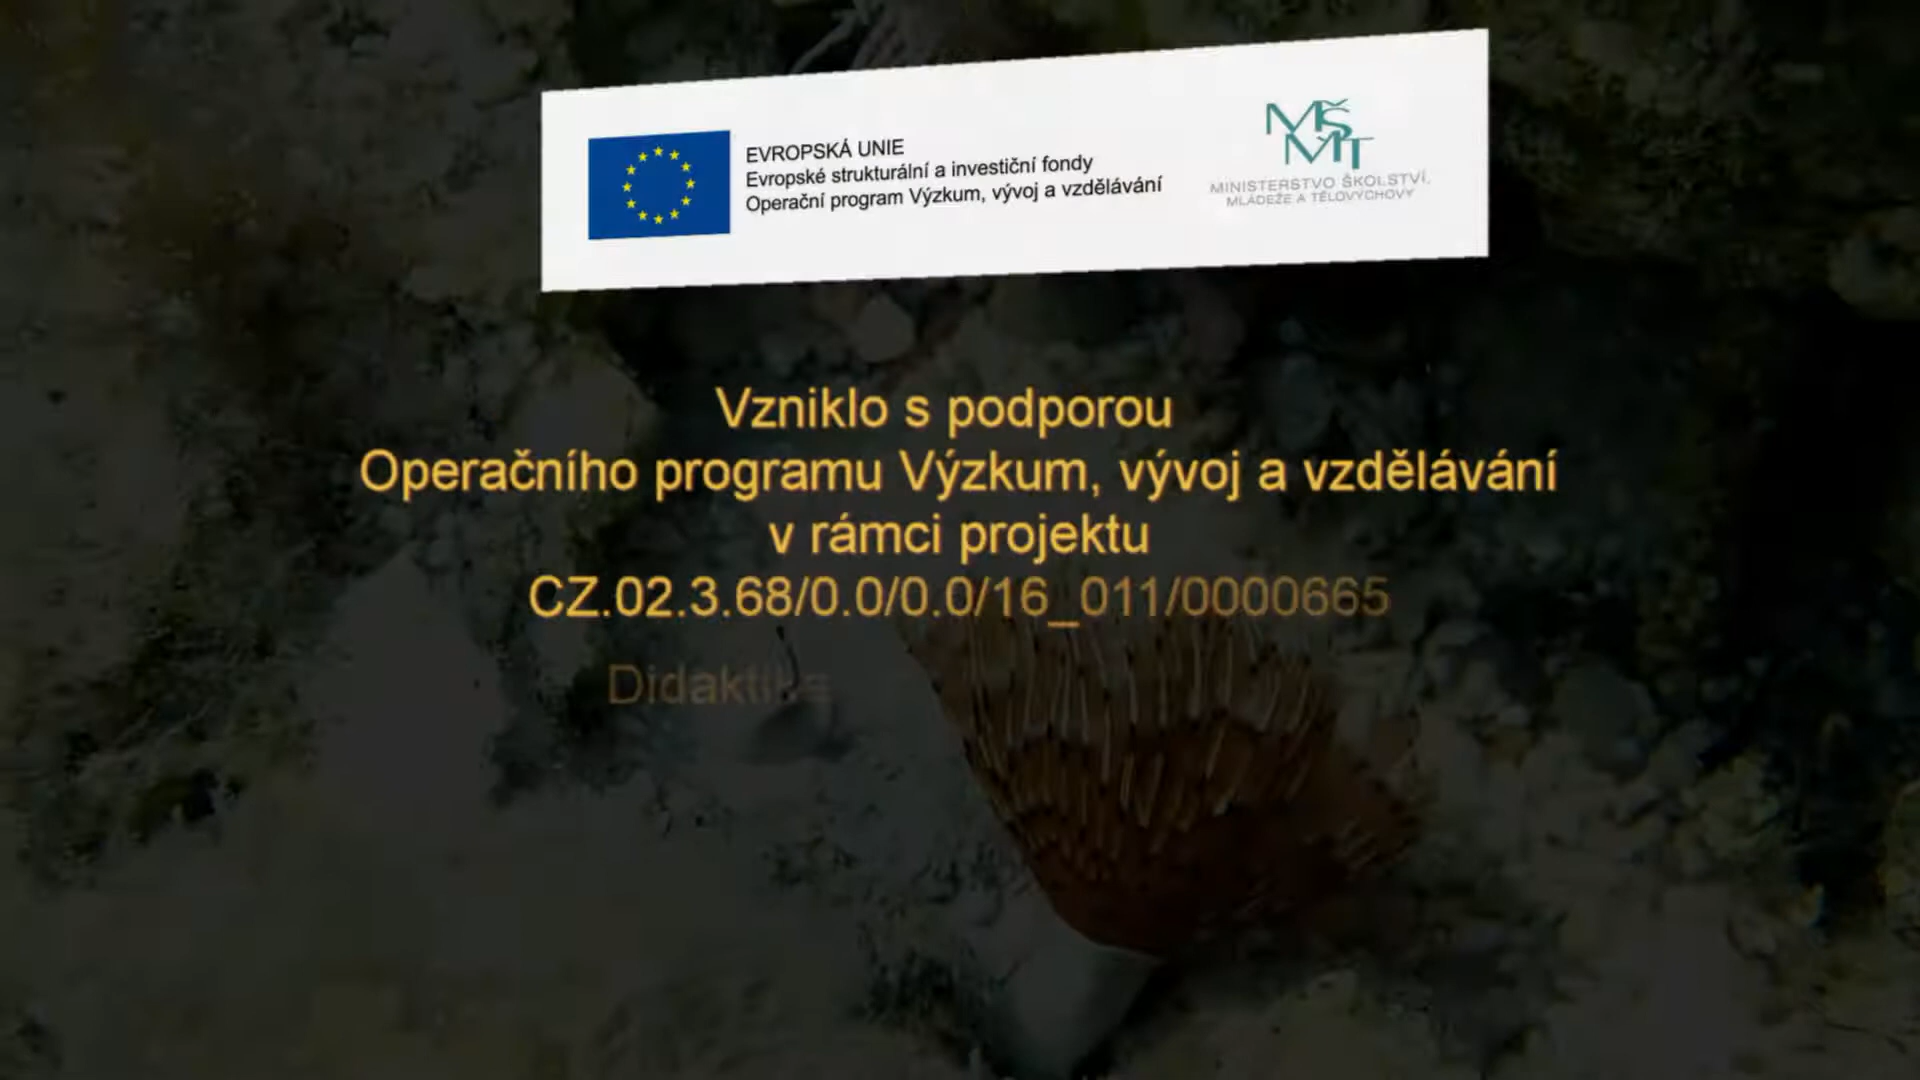 EVROPSKÁ UNIE
Evropské strukturální a investiční fondy
Operační program Výzkum, vývoj a vzdělávání
MŠMT
MINISTERSTVO ŠKOLSTVÍ,
MLÁDEŽE A TĚLOVÝCHOVY
Vzniklo s podporou
Operačního programu Výzkum, vývoj a vzdělávání
v rámci projektu
CZ.02.3.68/0.0/0.0/16_011/0000665